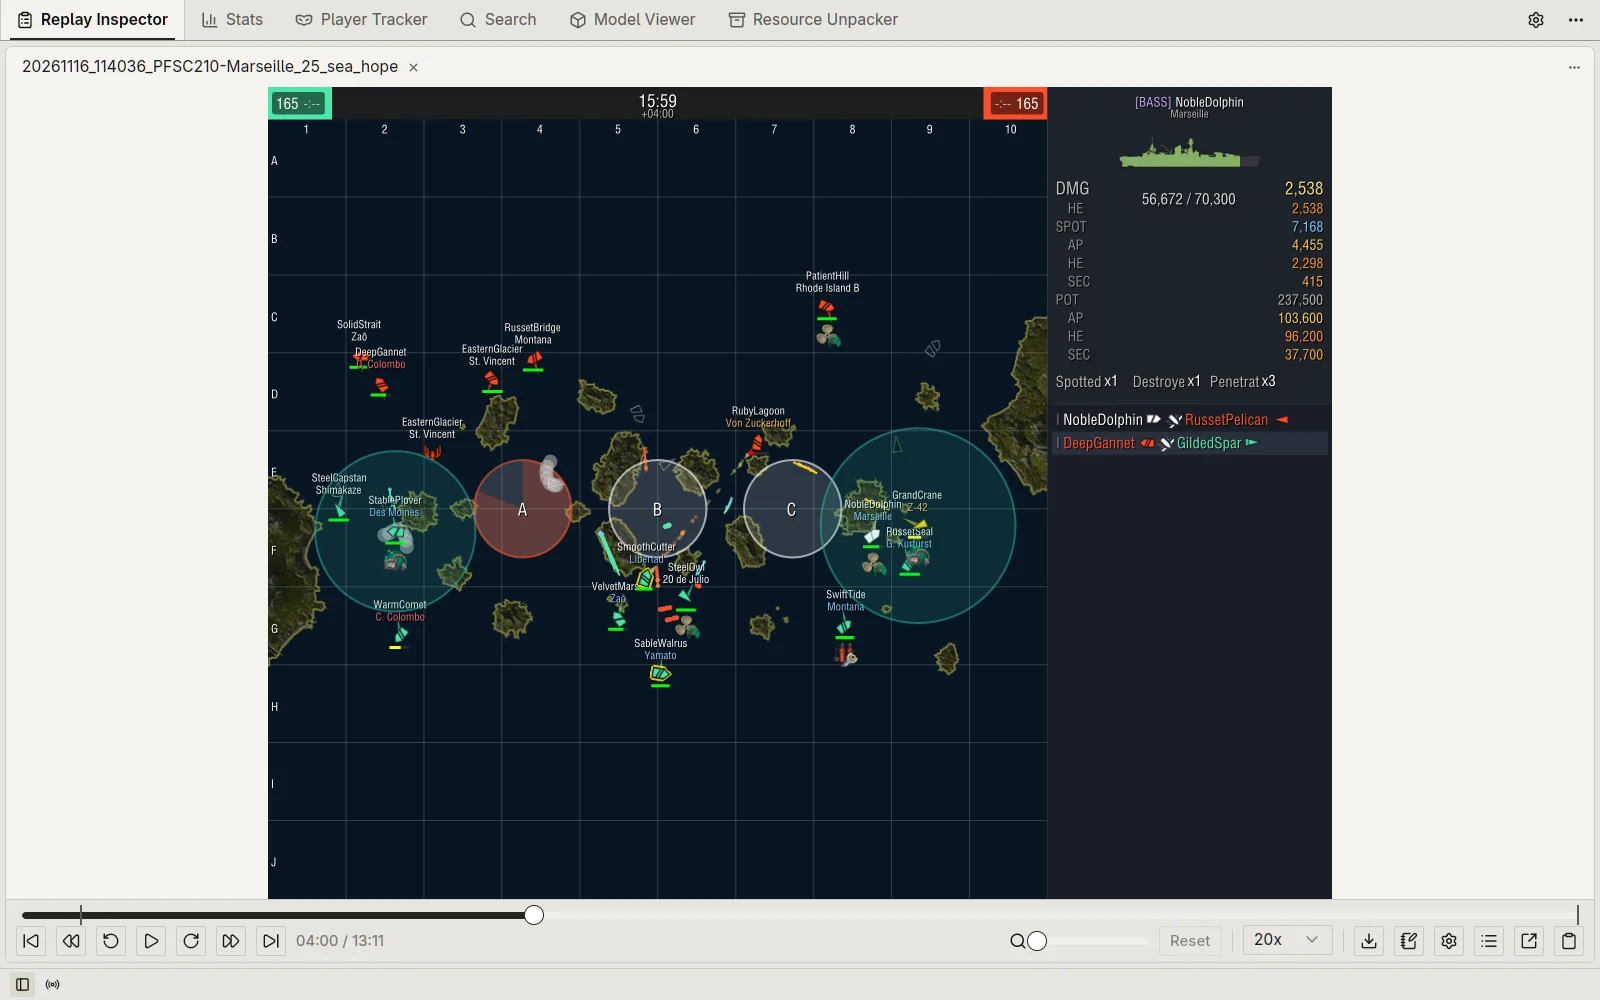 Replay Inspector
Stats
Player Tracker
Search
Model Viewer
Resource Unpacker
20261116_114036_PFSC210-Marseille_25_sea_hope
165 -:--
15:59
+04:00
-:-- 165
1 2 3 4 5 6 7 8 9 10
A
B
C
D
E
F
G
H
I
J
PatientHill
Rhode Island B
SolidStrait
Zaō
DeepGannet
C. Colombo
RussetBridge
Montana
EasternGlacier
St. Vincent
EasternGlacier
St. Vincent
RubyLagoon
Von Zuckerhoff
SteelCapstan
Shimakaze
StablePlover
Des Moines
A
B
C
GrandCrane
Z-42
NobleDolphin
Marseille
RussetSeal
G. Kurfürst
SmoothCutter
Libertad
SteelOwl
20 de Julio
VelvetMars
Zaō
SwiftTide
Montana
WarmComet
C. Colombo
SableWalrus
Yamato
[BASS] NobleDolphin
Marseille
56,672 / 70,300
DMG 2,538
HE 2,538
SPOT 7,168
AP 4,455
HE 2,298
SEC 415
POT 237,500
AP 103,600
HE 96,200
SEC 37,700
Spotted x1 Destroye x1 Penetrat x3
NobleDolphin RussetPelican
DeepGannet GildedSpar
04:00 / 13:11
Reset
20x